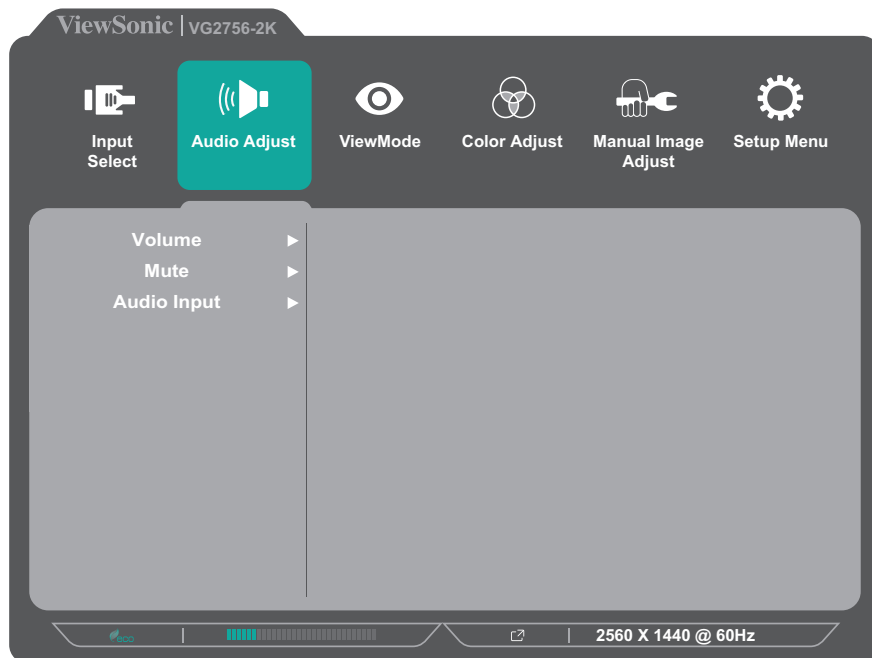 ViewSonic | VG2756-2K
Input Select
Audio Adjust
ViewMode
Color Adjust
Manual Image Adjust
Setup Menu
Volume
Mute
Audio Input
eco
2560 X 1440 @ 60Hz